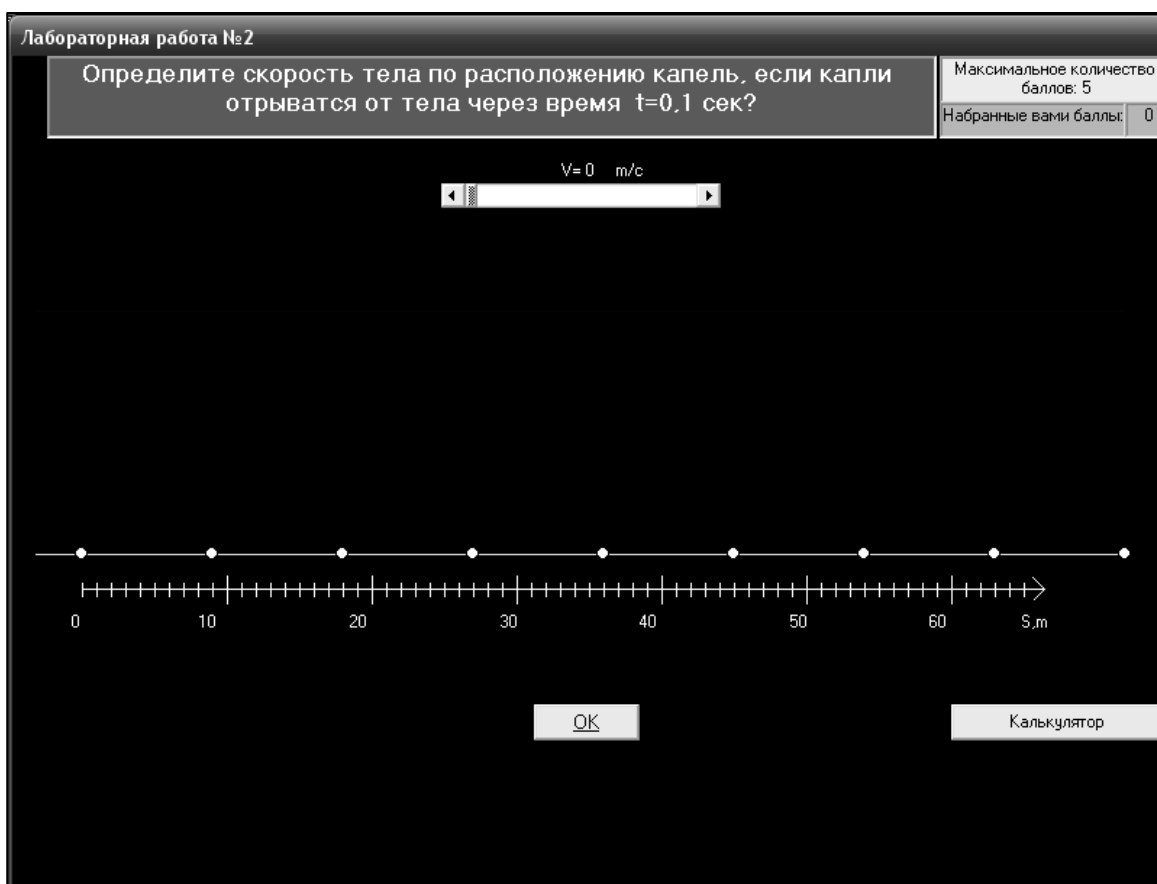 Лабораторная работа №2
Определите скорость тела по расположению капель, если капли
отрыватся от тела через время t=0,1 сек?
Максимальное количество
баллов: 5
Набранные вами баллы: 0
V= 0 m/c
0 10 20 30 40 50 60 S,m
OK
Калькулятор